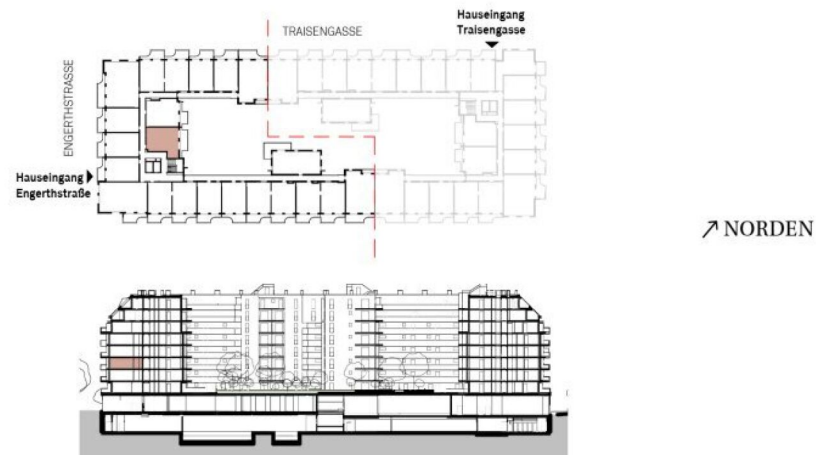 Hauseingang
Traisengasse
TRAISENGASSE
ENGERTHSTRASSE
Hauseingang
Engerthstraße
↗ NORDEN